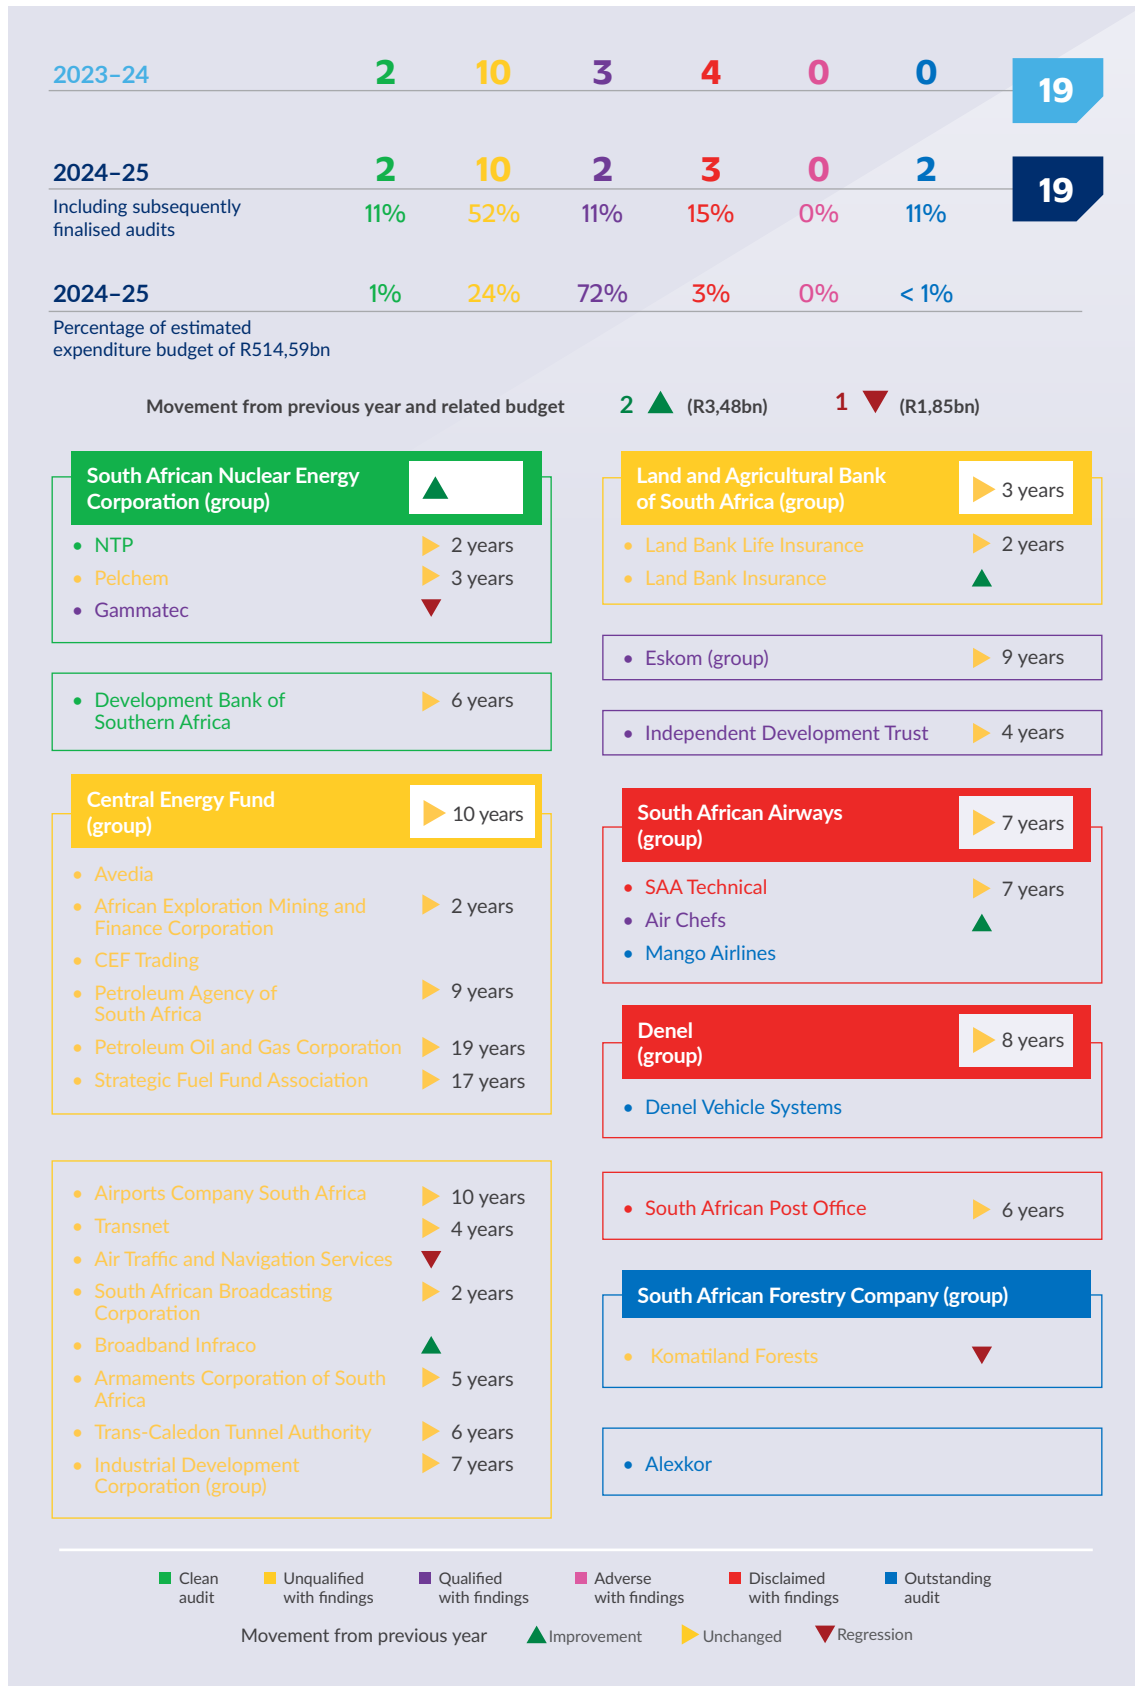 2023–24 2 10 3 4 0 0 19
2024–25 2 10 2 3 0 2 19
Including subsequently
finalised audits
11% 52% 11% 15% 0% 11%
2024–25 1% 24% 72% 3% 0% < 1%
Percentage of estimated
expenditure budget of R514,59bn
Movement from previous year and related budget 2 (R3,48bn) 1 (R1,85bn)
South African Nuclear Energy
Corporation (group)
• NTP 2 years
• Pelchem 3 years
• Gammatec
• Development Bank of
Southern Africa
6 years
Central Energy Fund
(group)
10 years
• Avedia
• African Exploration Mining and
Finance Corporation
2 years
• CEF Trading
• Petroleum Agency of
South Africa
9 years
• Petroleum Oil and Gas Corporation 19 years
• Strategic Fuel Fund Association 17 years
• Airports Company South Africa 10 years
• Transnet 4 years
• Air Traffic and Navigation Services
• South African Broadcasting
Corporation
2 years
• Broadband Infraco
• Armaments Corporation of South
Africa
5 years
• Trans-Caledon Tunnel Authority 6 years
• Industrial Development
Corporation (group)
7 years
Land and Agricultural Bank
of South Africa (group)
3 years
• Land Bank Life Insurance 2 years
• Land Bank Insurance
• Eskom (group) 9 years
• Independent Development Trust 4 years
South African Airways
(group)
7 years
• SAA Technical 7 years
• Air Chefs
• Mango Airlines
Denel
(group)
8 years
• Denel Vehicle Systems
• South African Post Office 6 years
South African Forestry Company (group)
• Komatiland Forests
• Alexkor
Clean
audit
Unqualified
with findings
Qualified
with findings
Adverse
with findings
Disclaimed
with findings
Outstanding
audit
Movement from previous year Improvement Unchanged Regression